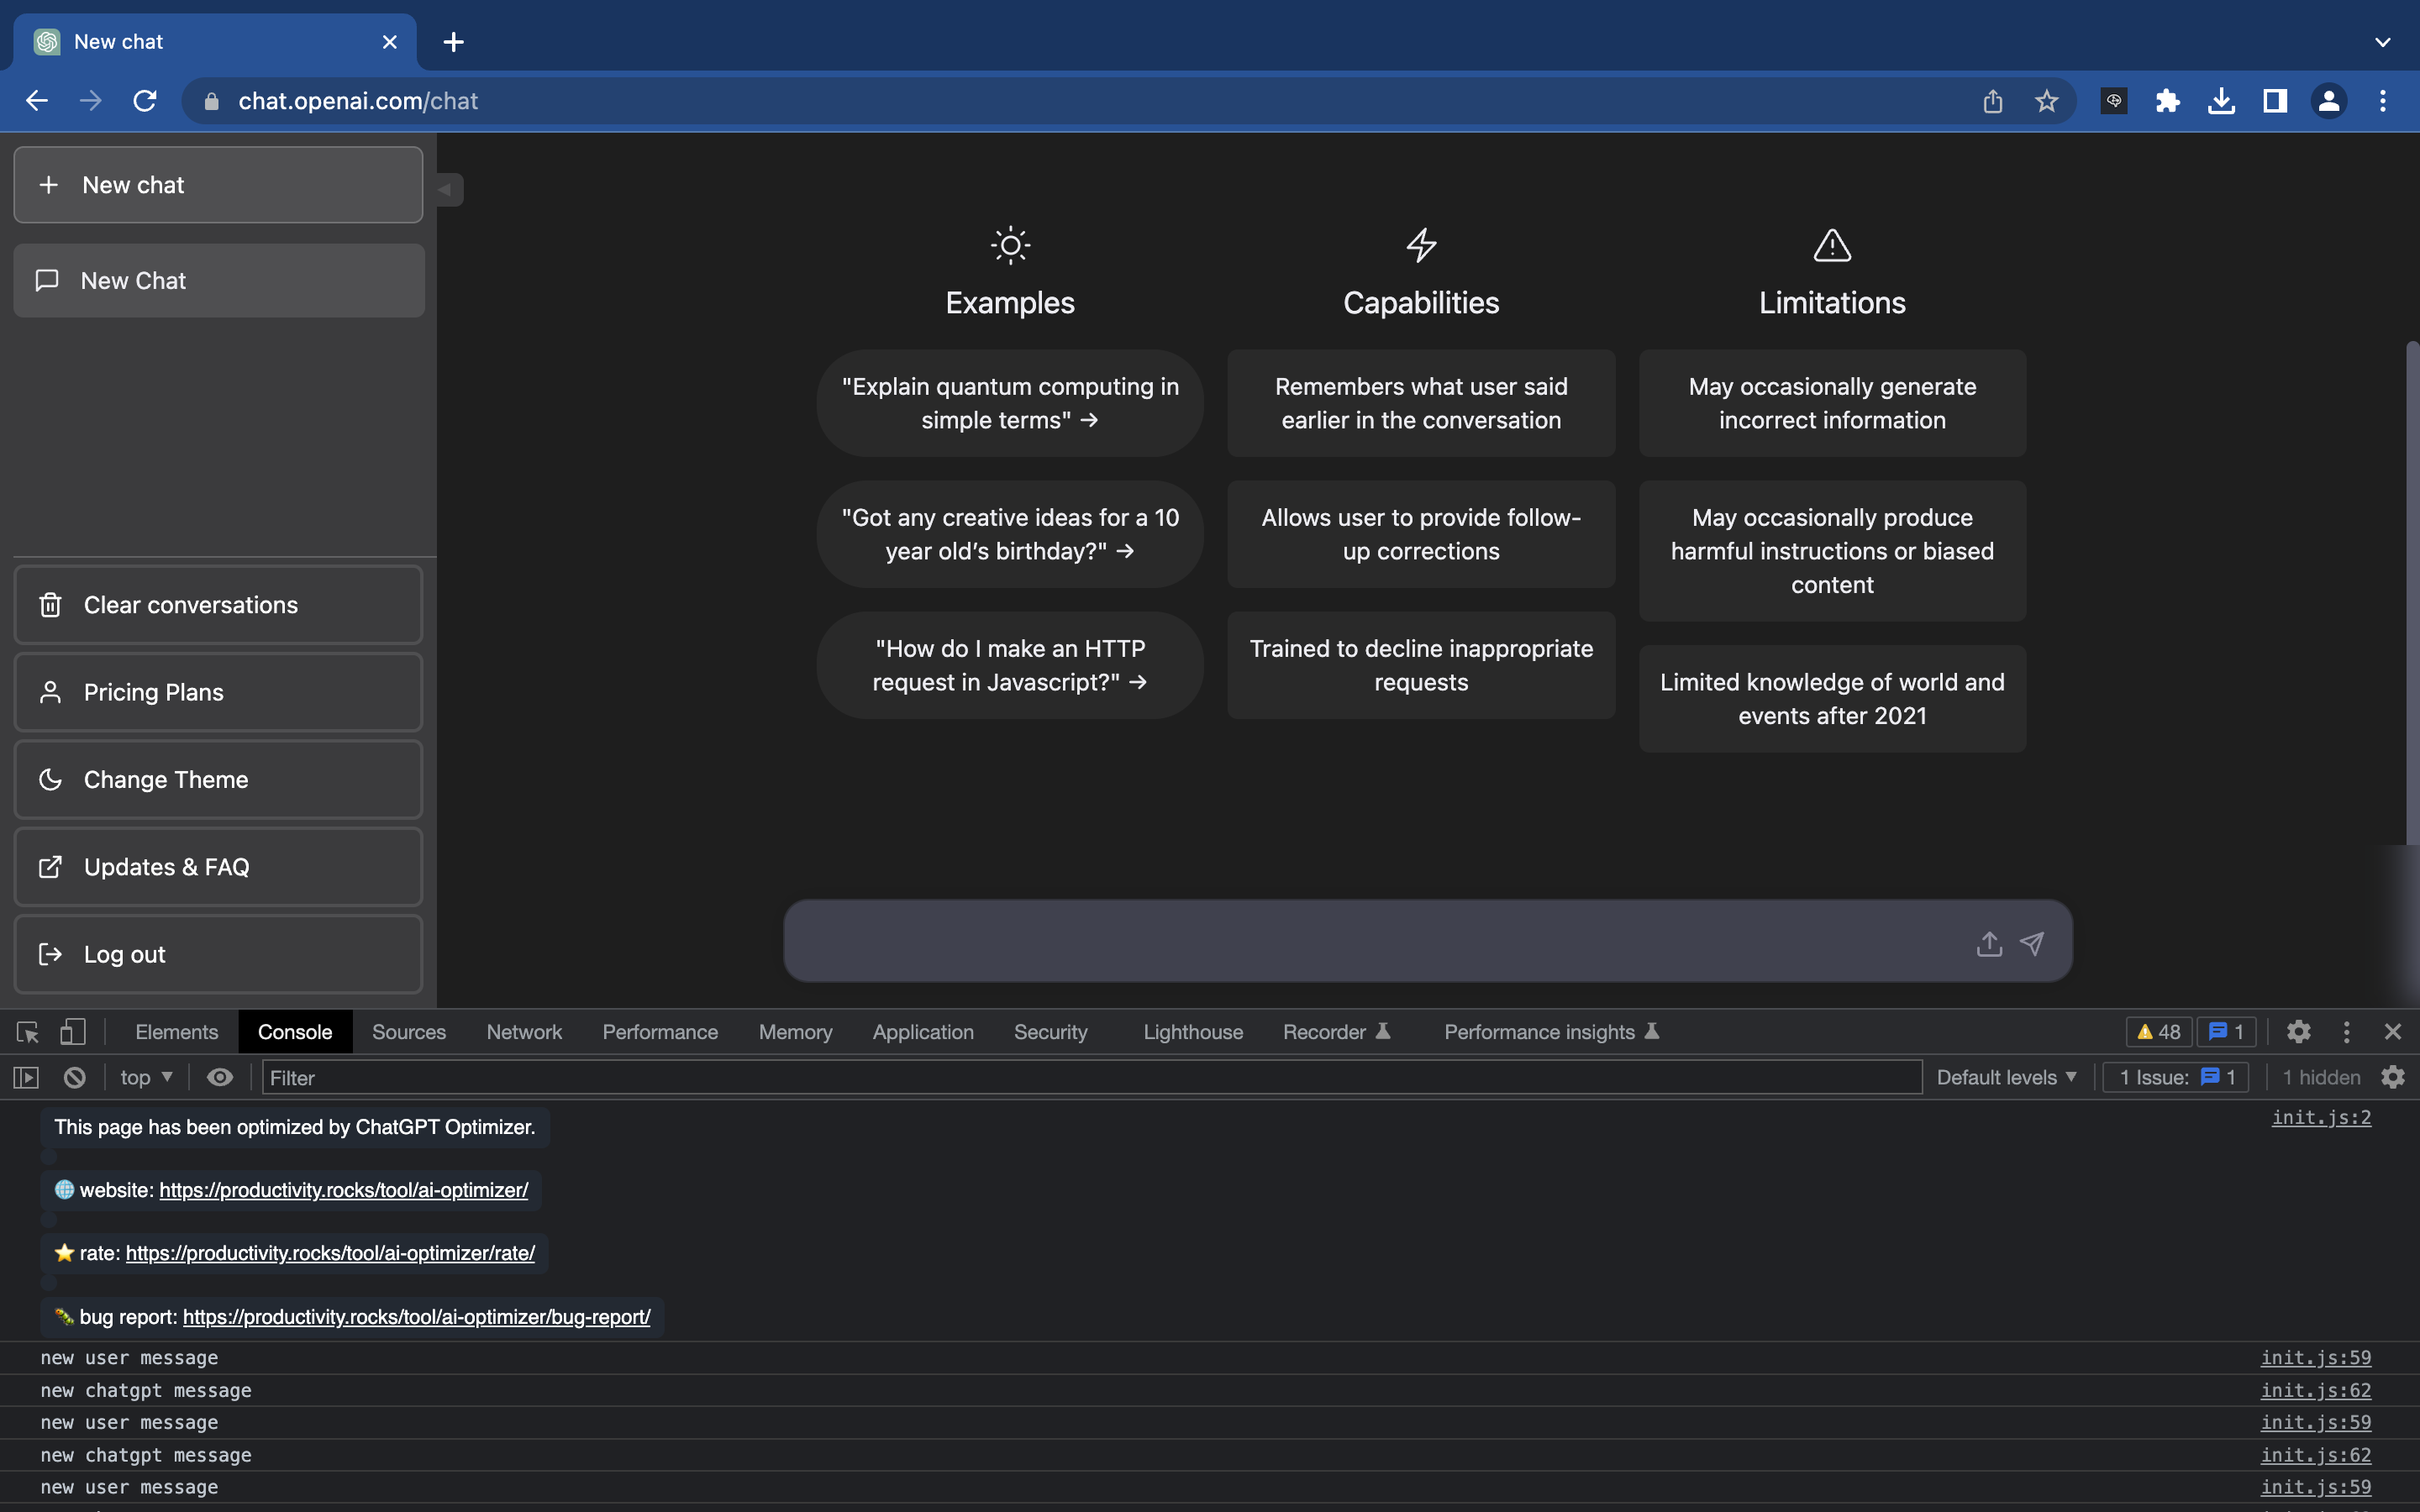 New chat
chat.openai.com/chat
New chat
New Chat
Clear conversations
Pricing Plans
Change Theme
Updates & FAQ
Log out
Examples
"Explain quantum computing in
simple terms" →
"Got any creative ideas for a 10
year old’s birthday?" →
"How do I make an HTTP
request in Javascript?" →
Capabilities
Remembers what user said
earlier in the conversation
Allows user to provide follow-
up corrections
Trained to decline inappropriate
requests
Limitations
May occasionally generate
incorrect information
May occasionally produce
harmful instructions or biased
content
Limited knowledge of world and
events after 2021
Elements Console Sources Network Performance Memory Application Security Lighthouse Recorder Performance insights 48 1
top Filter Default levels 1 Issue: 1 1 hidden
This page has been optimized by ChatGPT Optimizer. init.js:2
🌐 website: https://productivity.rocks/tool/ai-optimizer/
⭐ rate: https://productivity.rocks/tool/ai-optimizer/rate/
🐛 bug report: https://productivity.rocks/tool/ai-optimizer/bug-report/
new user message init.js:59
new chatgpt message init.js:62
new user message init.js:59
new chatgpt message init.js:62
new user message init.js:59